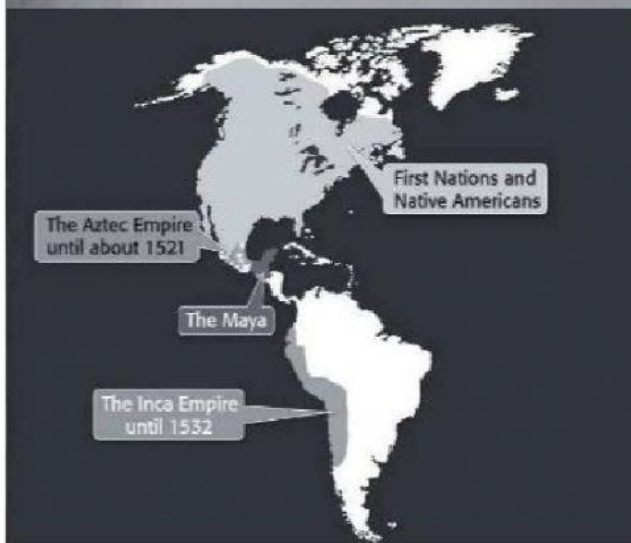 First Nations and
Native Americans
The Aztec Empire
until about 1521
The Maya
The Inca Empire
until 1532